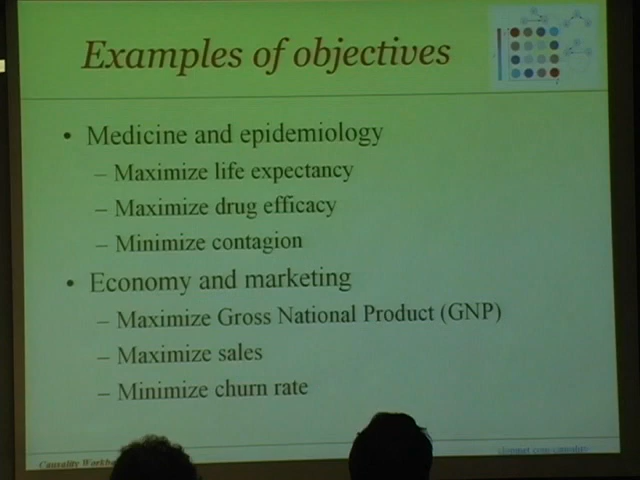 Examples of objectives
• Medicine and epidemiology
– Maximize life expectancy
– Maximize drug efficacy
– Minimize contagion
• Economy and marketing
– Maximize Gross National Product (GNP)
– Maximize sales
– Minimize churn rate
Causality